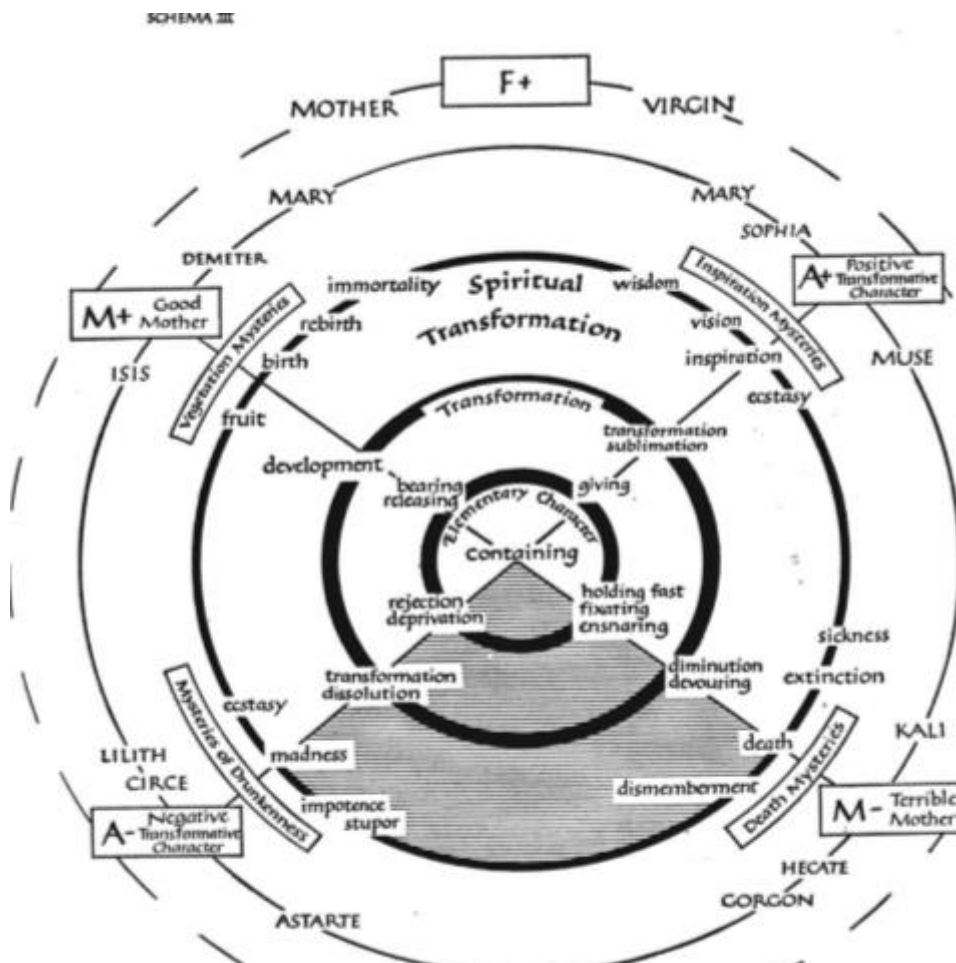 SCHEMA III
F+
MOTHER
VIRGIN
MARY
MARY
SOPHIA
DEMETER
Inspiration Mysteries
A+ Positive
Transformative
Character
immortality
Spiritual
wisdom
M+ Good
Mother
Vegetation Mysteries
rebirth
Transformation
vision
birth
inspiration
MUSE
ISIS
ecstasy
fruit
Transformation
transformation
sublimation
development
bearing
releasing
giving
Elementary Character
containing
rejection
deprivation
holding fast
fixating
ensnaring
sickness
transformation
dissolution
diminution
devouring
extinction
ecstasy
Mysteries of Drunkenness
madness
death
KALI
LILITH
CIRCE
dismemberment
Death Mysteries
M- Terrible
Mother
impotence
stupor
A- Negative
Transformative
Character
HECATE
GORGON
ASTARTE